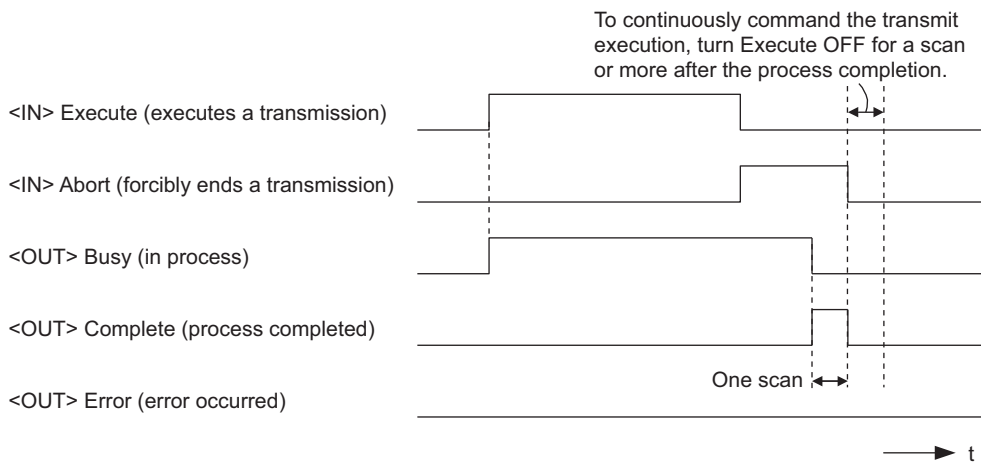 To continuously command the transmit
execution, turn Execute OFF for a scan
or more after the process completion.
<IN> Execute (executes a transmission)
<IN> Abort (forcibly ends a transmission)
<OUT> Busy (in process)
<OUT> Complete (process completed)
One scan
<OUT> Error (error occurred)
t